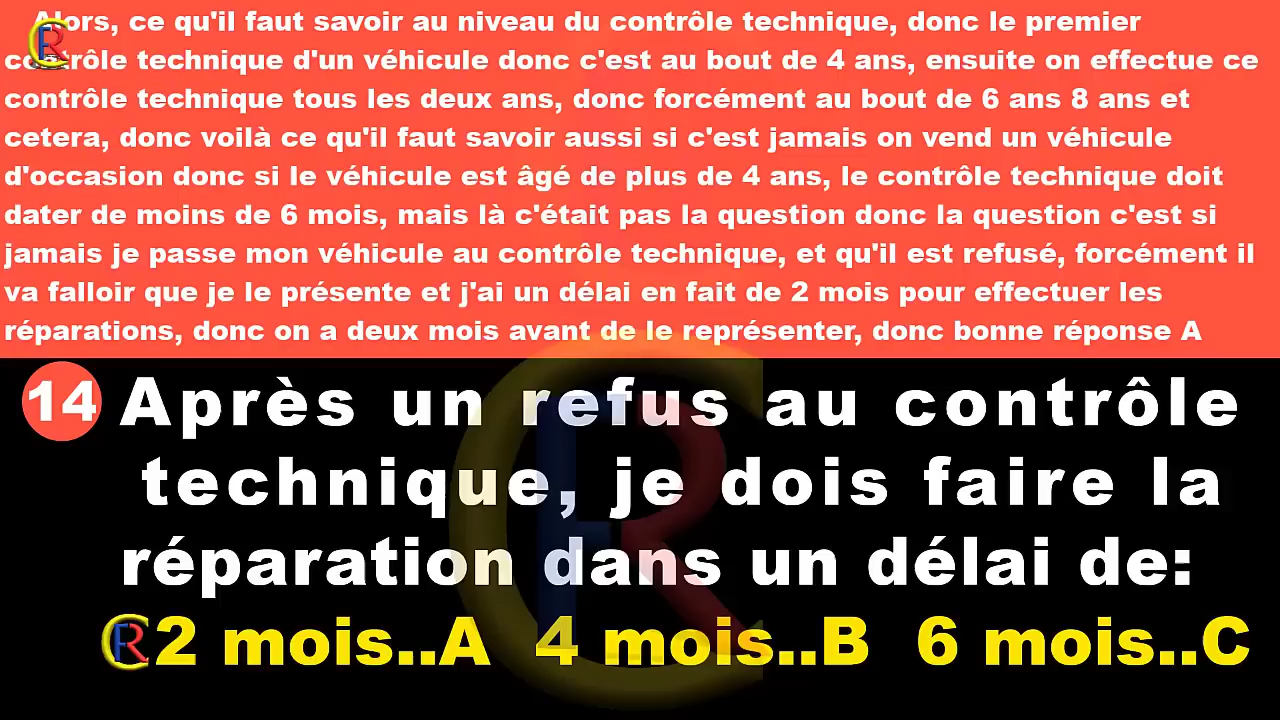 Alors, ce qu'il faut savoir au niveau du contrôle technique, donc le premier
contrôle technique d'un véhicule donc c'est au bout de 4 ans, ensuite on effectue ce
contrôle technique tous les deux ans, donc forcément au bout de 6 ans 8 ans et
cetera, donc voilà ce qu'il faut savoir aussi si c'est jamais on vend un véhicule
d'occasion donc si le véhicule est âgé de plus de 4 ans, le contrôle technique doit
dater de moins de 6 mois, mais là c'était pas la question donc la question c'est si
jamais je passe mon véhicule au contrôle technique, et qu'il est refusé, forcément il
va falloir que je le présente et j'ai un délai en fait de 2 mois pour effectuer les
réparations, donc on a deux mois avant de le représenter, donc bonne réponse A
14 Après un refus au contrôle
technique, je dois faire la
réparation dans un délai de:
2 mois..A 4 mois..B 6 mois..C